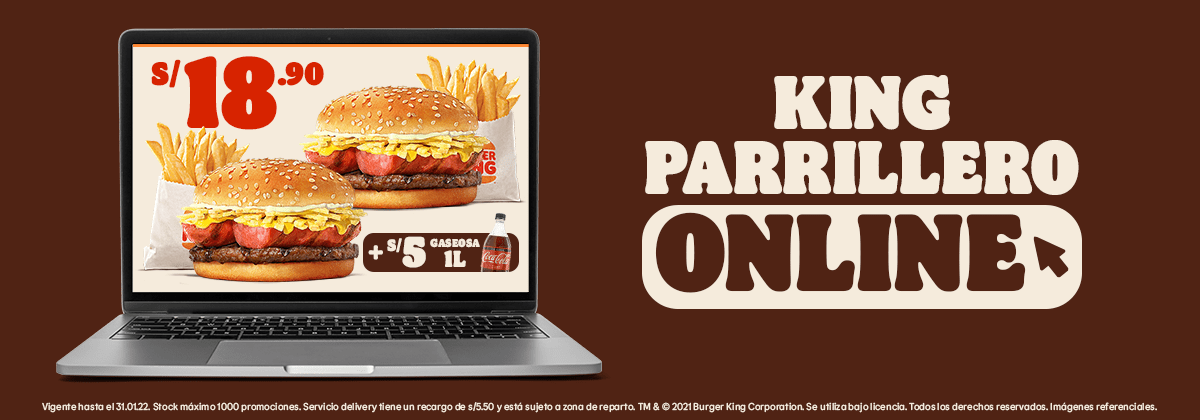 S/18.90
+ S/5 GASEOSA 1L
Coca-Cola
KING
PARRILLERO
ONLINE
Vigente hasta el 31.01.22. Stock máximo 1000 promociones. Servicio delivery tiene un recargo de s/5.50 y está sujeto a zona de reparto. TM & © 2021 Burger King Corporation. Se utiliza bajo licencia. Todos los derechos reservados. Imágenes referenciales.